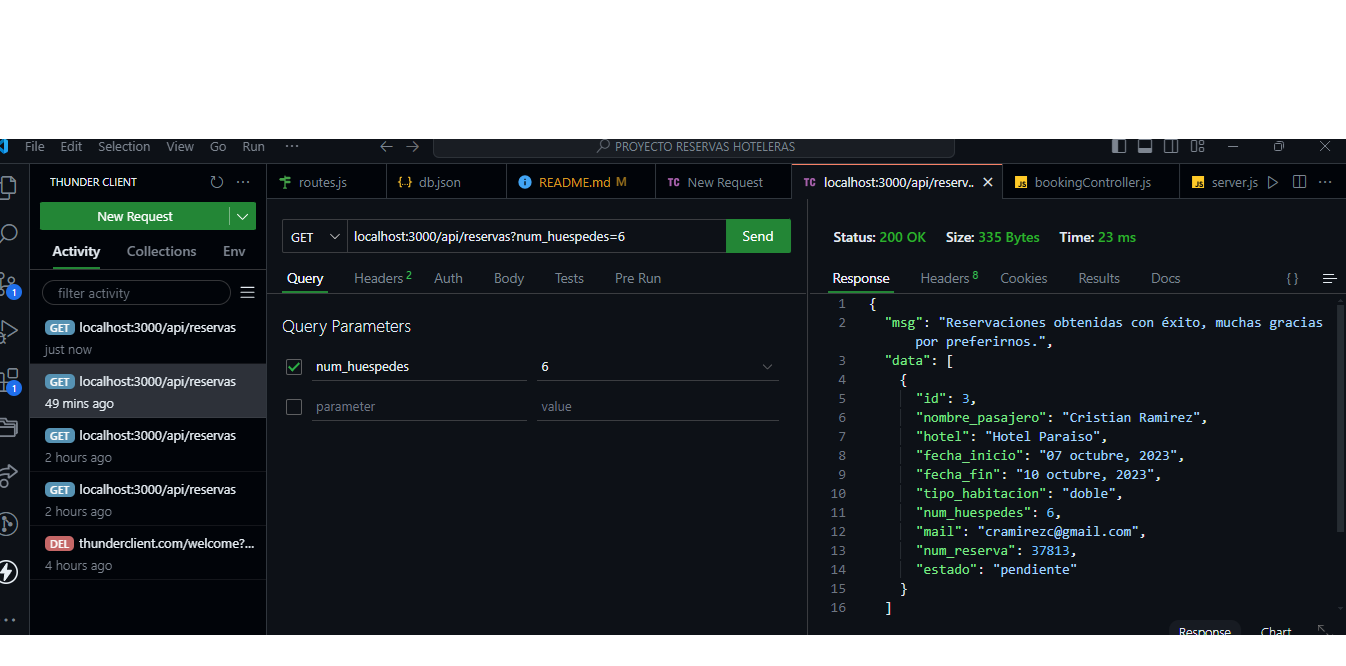 File Edit Selection View Go Run ··· PROYECTO RESERVAS HOTELERAS
THUNDER CLIENT
routes.js
db.json
README.md M
TC New Request
TC localhost:3000/api/reserv..
JS bookingController.js
JS server.js
New Request
Activity Collections Env
filter activity
GET localhost:3000/api/reservas
just now
GET localhost:3000/api/reservas
49 mins ago
GET localhost:3000/api/reservas
2 hours ago
GET localhost:3000/api/reservas
2 hours ago
DEL thunderclient.com/welcome?...
4 hours ago
1
1
GET localhost:3000/api/reservas?num_huespedes=6 Send
Query Headers 2 Auth Body Tests Pre Run
Query Parameters
num_huespedes 6
parameter value
Status: 200 OK Size: 335 Bytes Time: 23 ms
Response Headers 8 Cookies Results Docs { }
1 {
2 "msg": "Reservaciones obtenidas con éxito, muchas gracias
por preferirnos.",
3 "data": [
4 {
5 "id": 3,
6 "nombre_pasajero": "Cristian Ramirez",
7 "hotel": "Hotel Paraiso",
8 "fecha_inicio": "07 octubre, 2023",
9 "fecha_fin": "10 octubre, 2023",
10 "tipo_habitacion": "doble",
11 "num_huespedes": 6,
12 "mail": "cramirezc@gmail.com",
13 "num_reserva": 37813,
14 "estado": "pendiente"
15 }
16 ]
Response Chart